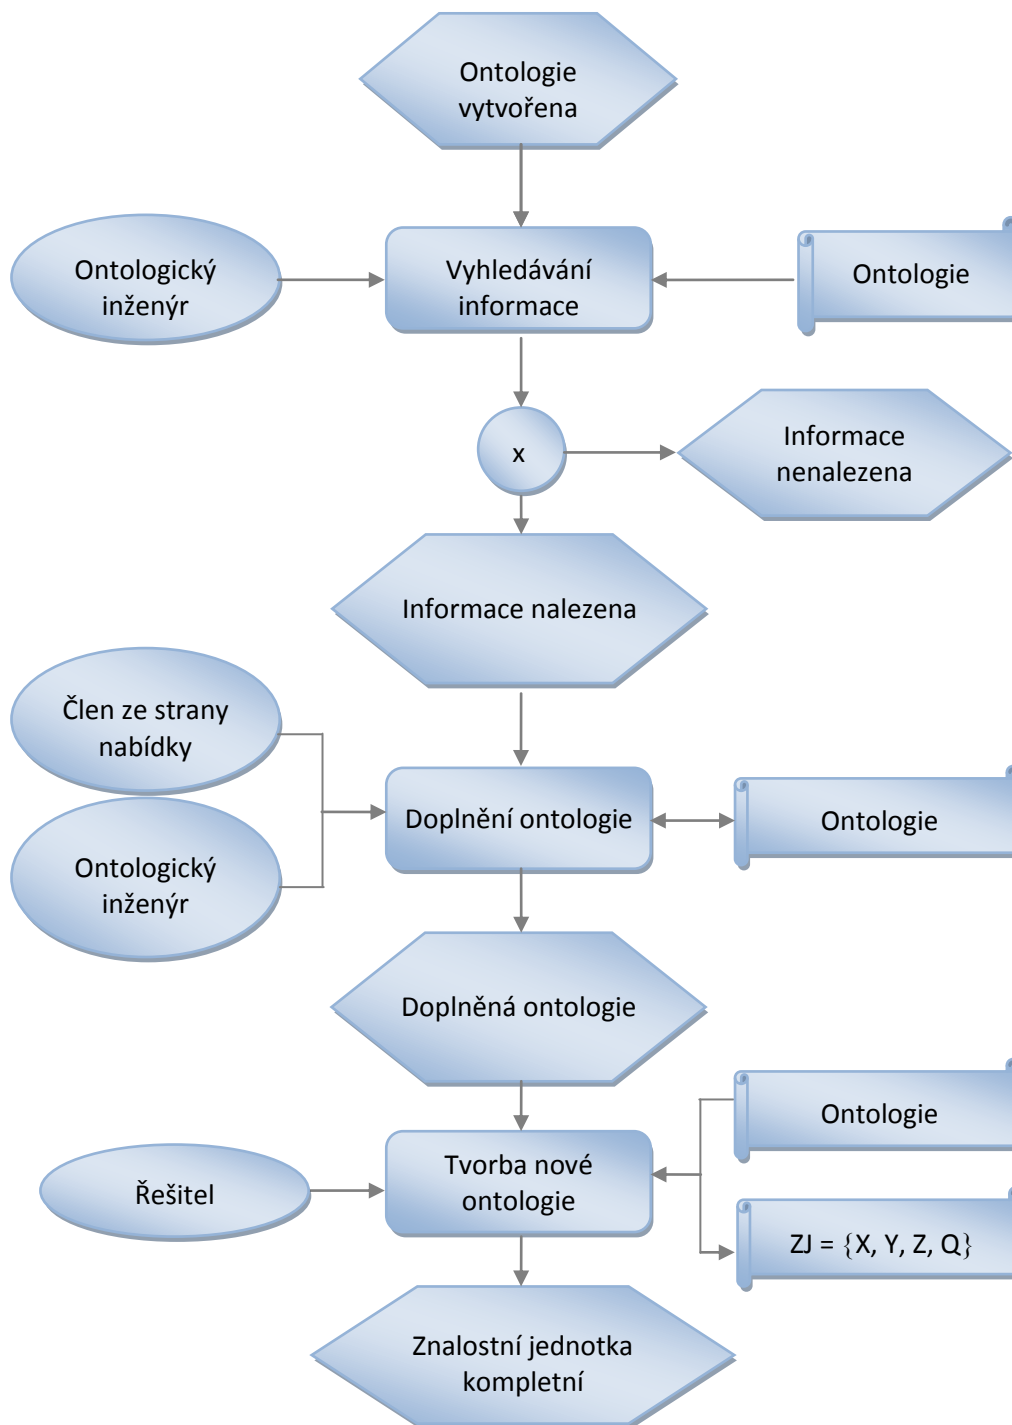 Ontologie
vytvořena
Ontologický
inženýr
Vyhledávání
informace
Ontologie
x
Informace
nenalezena
Informace nalezena
Člen ze strany
nabídky
Doplnění ontologie
Ontologie
Ontologický
inženýr
Doplněná ontologie
Ontologie
Tvorba nové
ontologie
Řešitel
ZJ = {X, Y, Z, Q}
Znalostní jednotka
kompletní